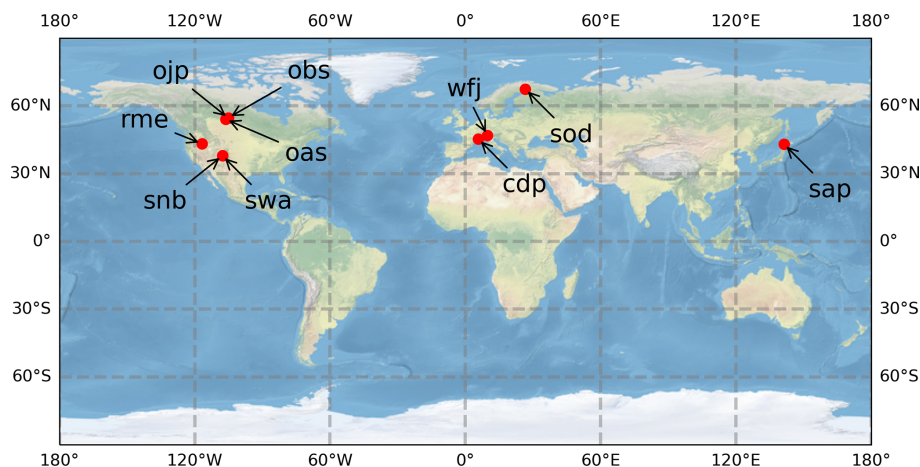 180° 120°W 60°W 0° 60°E 120°E 180°
ojp obs
wfj
60°N 60°N
rme sod
oas
30°N cdp 30°N
snb swa sap
0° 0°
30°S 30°S
60°S 60°S
180° 120°W 60°W 0° 60°E 120°E 180°